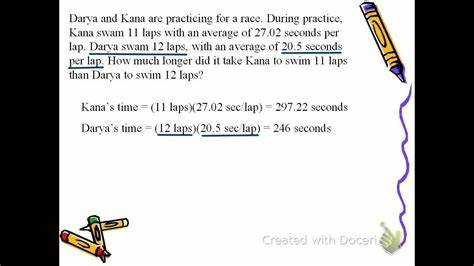 Darya and Kana are practicing for a race. During practice,
Kana swam 11 laps with an average of 27.02 seconds per
lap. Darya swam 12 laps, with an average of 20.5 seconds
per lap. How much longer did it take Kana to swim 11 laps
than Darya to swim 12 laps?
Kana's time = (11 laps)(27.02 sec/lap) = 297.22 seconds
Darya's time = (12 laps)(20.5 sec/lap) = 246 seconds
Created with Doceri